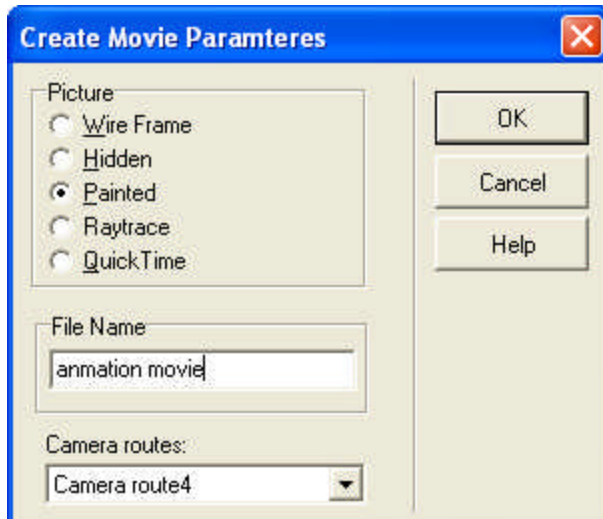 Create Movie Paramteres
Picture
Wire Frame
Hidden
Painted
Raytrace
QuickTime
File Name
anmation movie
Camera routes:
Camera route4
OK
Cancel
Help